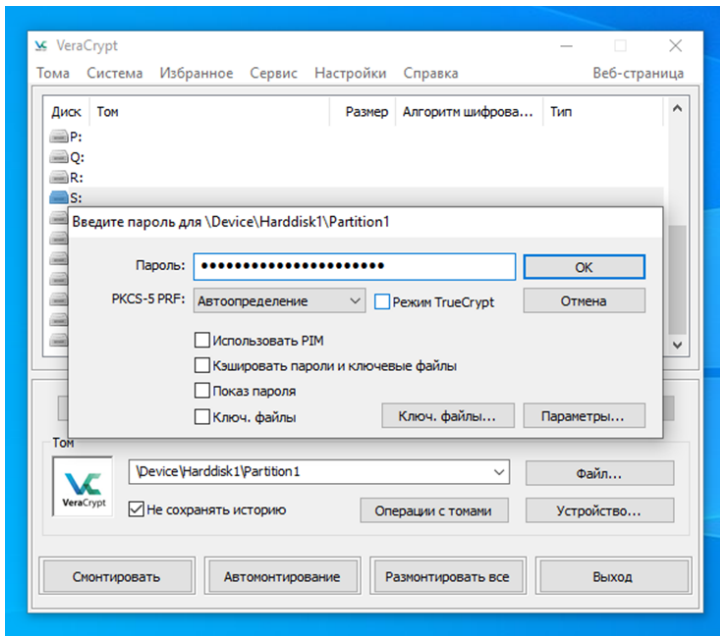 VeraCrypt
Тома Система Избранное Сервис Настройки Справка Веб-страница
Диск Том Размер Алгоритм шифрова... Тип
P:
Q:
R:
S:
Введите пароль для \Device\Harddisk1\Partition1
Пароль: ••••••••••••••••••••••
OK
PKCS-5 PRF: Автоопределение Режим TrueCrypt Отмена
Использовать PIM
Кэшировать пароли и ключевые файлы
Показ пароля
Ключ. файлы Ключ. файлы... Параметры...
Том
\Device\Harddisk1\Partition1 Файл...
VeraCrypt
Не сохранять историю Операции с томами Устройство...
Смонтировать Автомонтирование Размонтировать все Выход